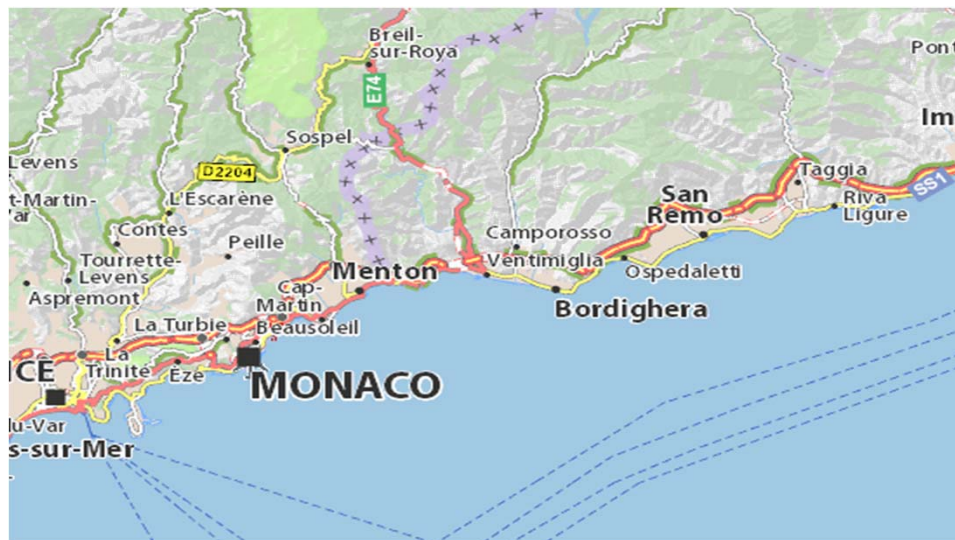 Breil-
sur-Roya
Pont
E74
Im
Sospel
Levens
D2204
Taggia
SS1
t-Martin-
Var
L'Escarène
San
Remo
Riva
Ligure
Contes
Peille
Camporosso
Tourrette-
Levens
Menton
Ventimiglia
Ospedaletti
Aspremont
Cap-
Martin
Bordighera
La Turbie
Beausoleil
La
Trinité
Èze
ICE
MONACO
du-Var
s-sur-Mer